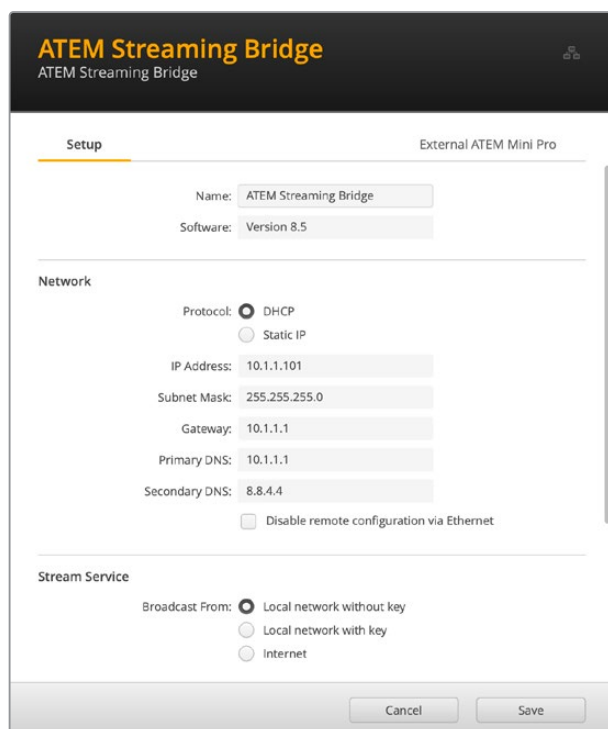 ATEM Streaming Bridge
ATEM Streaming Bridge
Setup External ATEM Mini Pro
Name: ATEM Streaming Bridge
Software: Version 8.5
Network
Protocol: DHCP
Static IP
IP Address: 10.1.1.101
Subnet Mask: 255.255.255.0
Gateway: 10.1.1.1
Primary DNS: 10.1.1.1
Secondary DNS: 8.8.4.4
Disable remote configuration via Ethernet
Stream Service
Broadcast From: Local network without key
Local network with key
Internet
Cancel Save